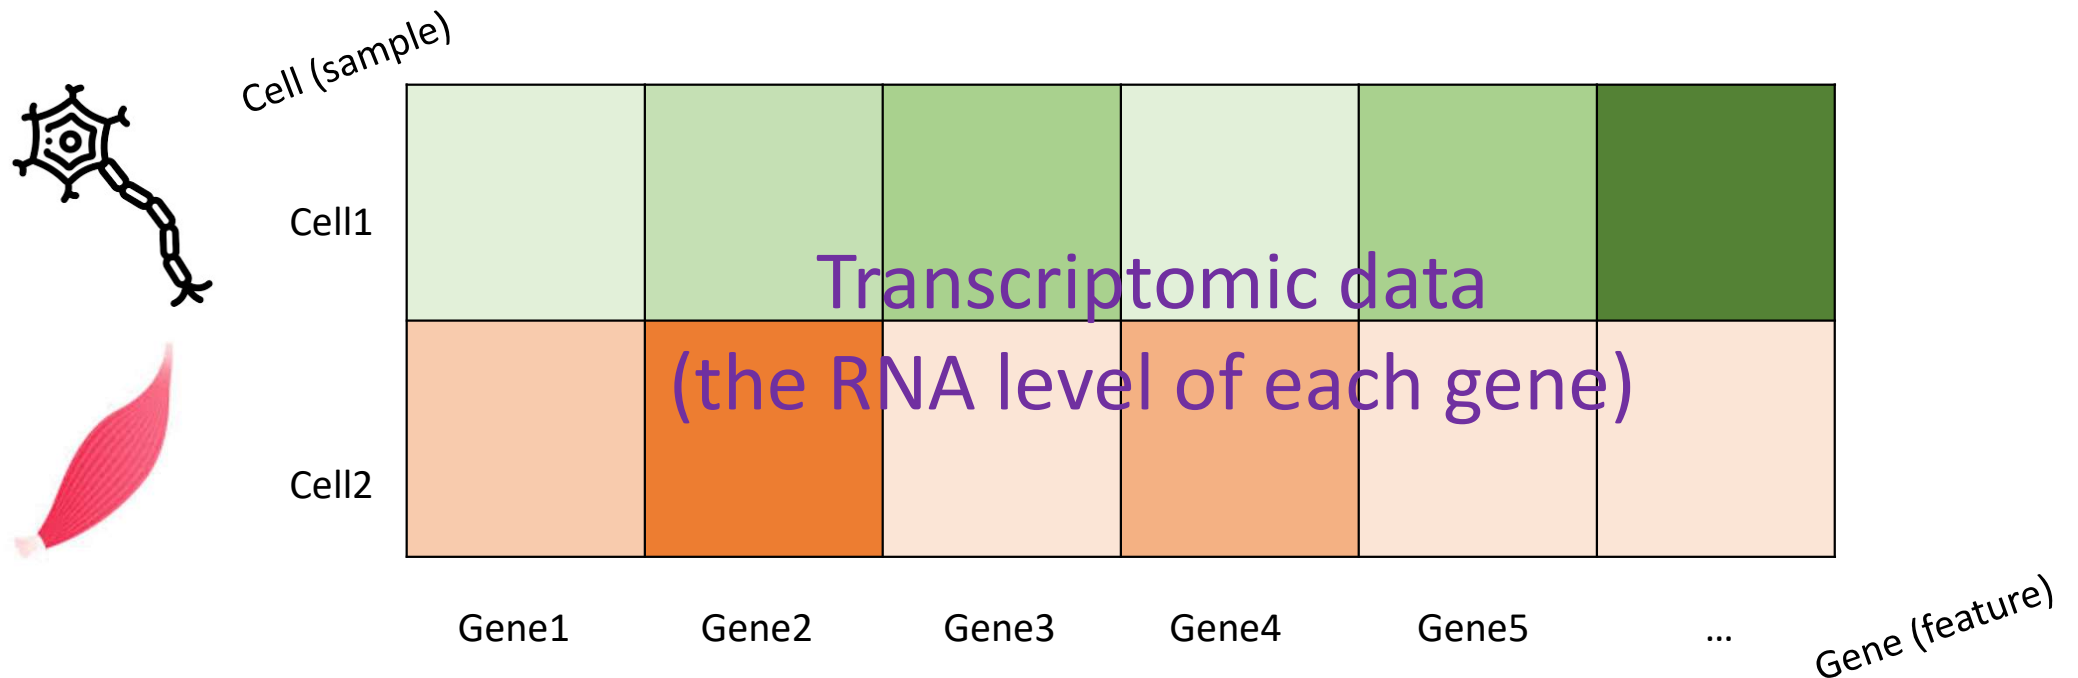 Cell (sample)
Cell1
Transcriptomic data
(the RNA level of each gene)
Cell2
Gene1 Gene2 Gene3 Gene4 Gene5 ...
Gene (feature)